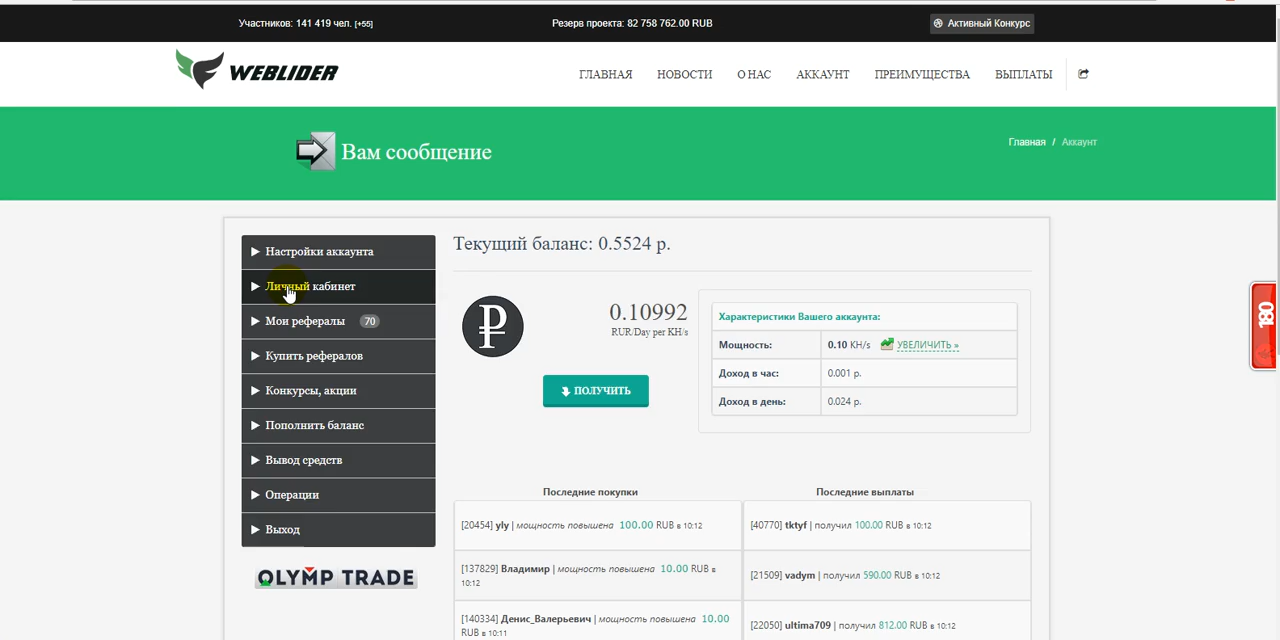 Участников: 141 419 чел. [+55]
Резерв проекта: 82 758 762.00 RUB
Активный Конкурс
WEBLIDER
ГЛАВНАЯ НОВОСТИ О НАС АККАУНТ ПРЕИМУЩЕСТВА ВЫПЛАТЫ
Вам сообщение
Главная / Аккаунт
Настройки аккаунта
Личный кабинет
Мои рефералы 70
Купить рефералов
Конкурсы, акции
Пополнить баланс
Вывод средств
Операции
Выход
OLYMP TRADE
Текущий баланс: 0.5524 р.
0.10992
RUR/Day per KH/s
ПОЛУЧИТЬ
Характеристики Вашего аккаунта:
Мощность: 0.10 KH/s УВЕЛИЧИТЬ »
Доход в час: 0.001 р.
Доход в день: 0.024 р.
Последние покупки
[20454] yly | мощность повышена 100.00 RUB в 10:12
[137829] Владимир | мощность повышена 10.00 RUB в
10:12
[140334] Денис_Валерьевич | мощность повышена 10.00
RUB в 10:11
Последние выплаты
[40770] tktyf | получил 100.00 RUB в 10:12
[21509] vadym | получил 590.00 RUB в 10:12
[22050] ultima709 | получил 812.00 RUB в 10:12
180